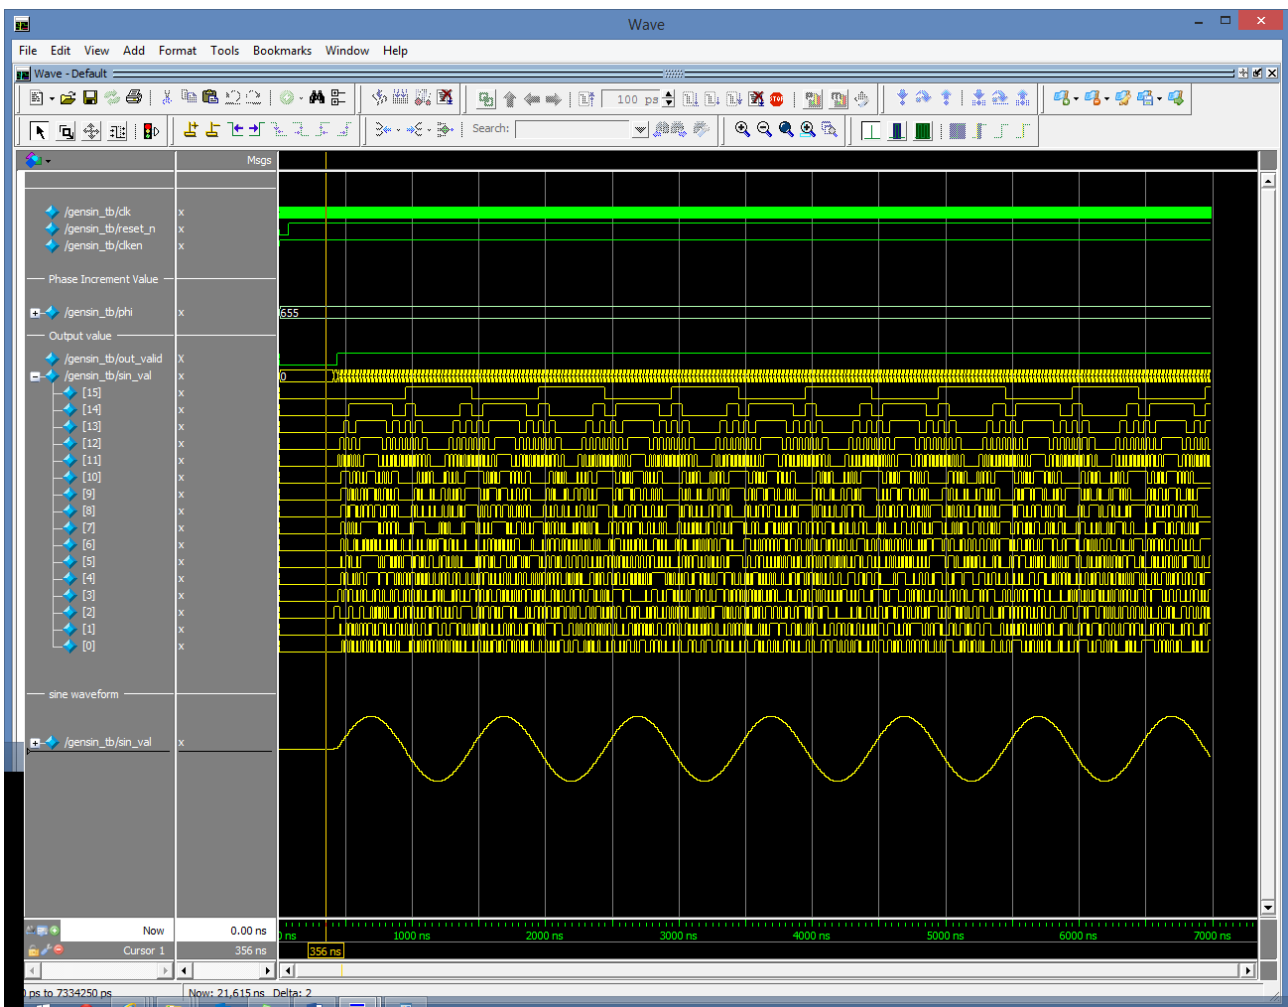 Wave
File Edit View Add Format Tools Bookmarks Window Help
Wave - Default
100 ps
STOP
Search:
Msgs
/gensin_tb/clk x
/gensin_tb/reset_n x
/gensin_tb/clken x
Phase Increment Value
/gensin_tb/phi x 655
Output value
/gensin_tb/out_valid X
/gensin_tb/sin_val x 0
[15] x
[14] x
[13] x
[12] x
[11] x
[10] x
[9] x
[8] x
[7] x
[6] x
[5] x
[4] x
[3] x
[2] x
[1] x
[0] x
sine waveform
/gensin_tb/sin_val x
Now 0.00 ns ns 1000 ns 2000 ns 3000 ns 4000 ns 5000 ns 6000 ns 7000 ns
Cursor 1 356 ns 356 ns
ps to 7334250 ps Now: 21,615 ns Delta: 2